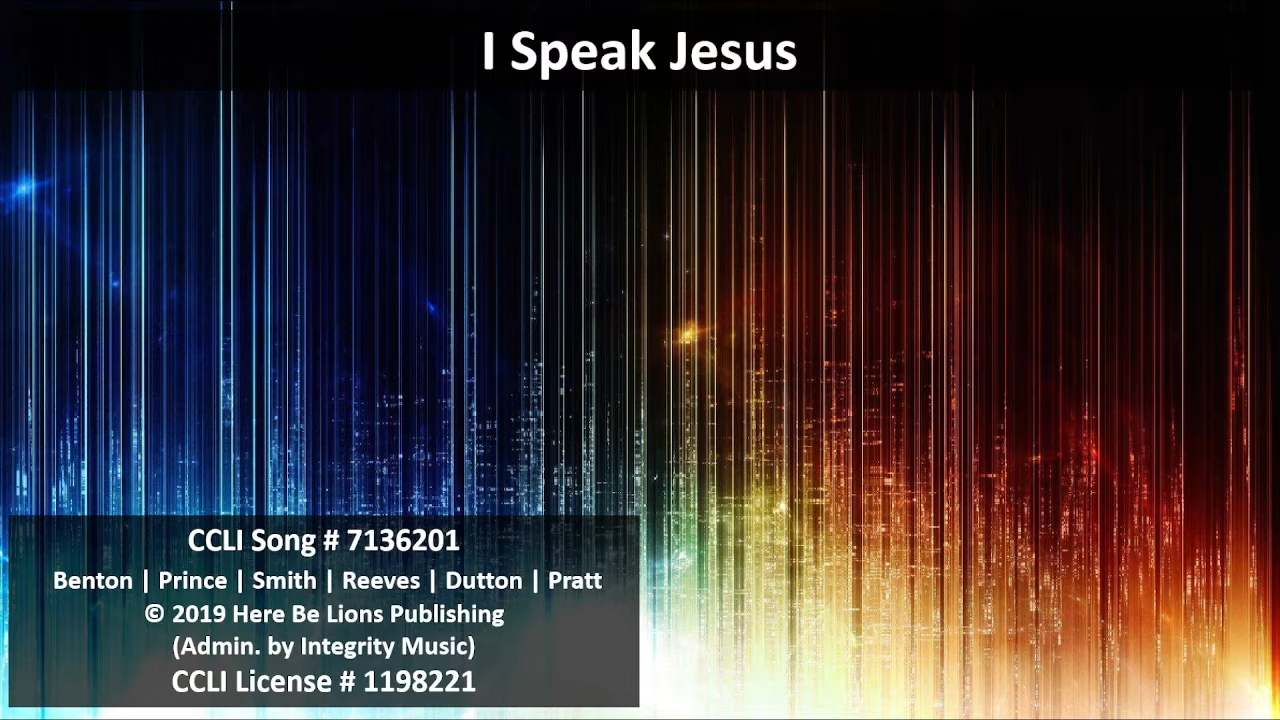 I Speak Jesus
CCLI Song # 7136201
Benton | Prince | Smith | Reeves | Dutton | Pratt
© 2019 Here Be Lions Publishing
(Admin. by Integrity Music)
CCLI License # 1198221